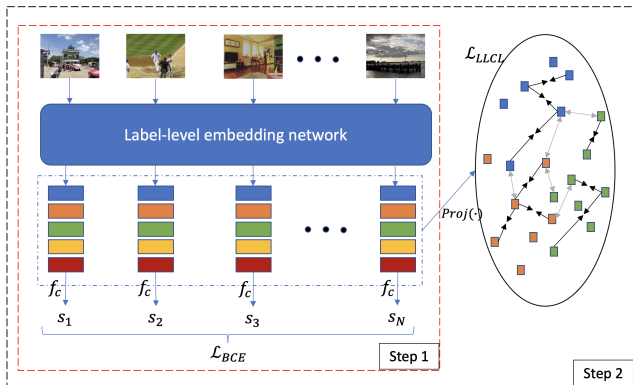 Label-level embedding network
ℒ_LLCL
Proj(·)
f_c f_c f_c f_c
s_1 s_2 s_3 s_N
ℒ_BCE
Step 1
Step 2